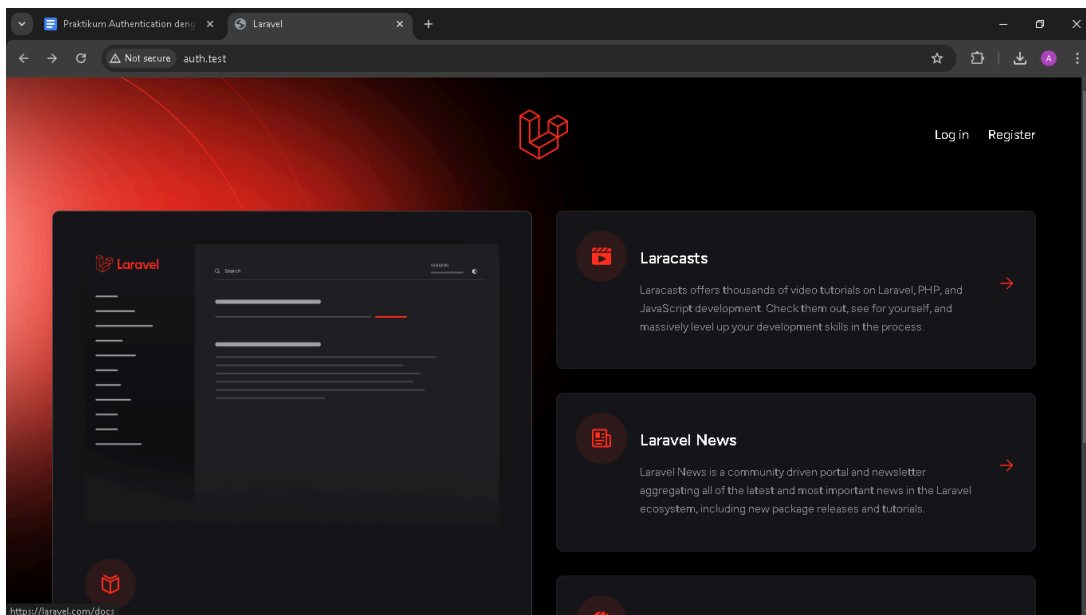 Praktikum Authentication deng
Laravel
Not secure
auth.test
A
Log in
Register
Laravel
Search
VERSION
Laracasts
Laracasts offers thousands of video tutorials on Laravel, PHP, and
JavaScript development. Check them out, see for yourself, and
massively level up your development skills in the process.
Laravel News
Laravel News is a community driven portal and newsletter
aggregating all of the latest and most important news in the Laravel
ecosystem, including new package releases and tutorials.
https://laravel.com/docs